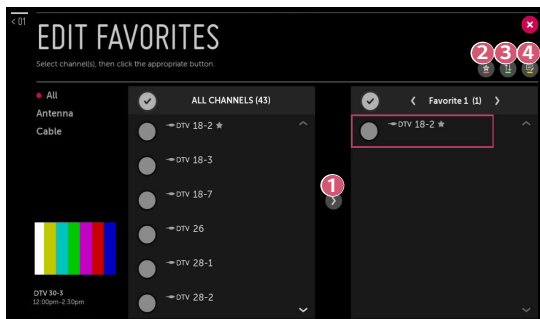 < 01
EDIT FAVORITES
Select channel(s), then click the appropriate button.
2 3 4
All
Antenna
Cable
ALL CHANNELS (43)
DTV 18-2 ★
DTV 18-3
DTV 18-7
DTV 26
DTV 28-1
DTV 28-2
1
Favorite 1 (1)
DTV 18-2 ★
DTV 30-3
12:00pm-2:30pm